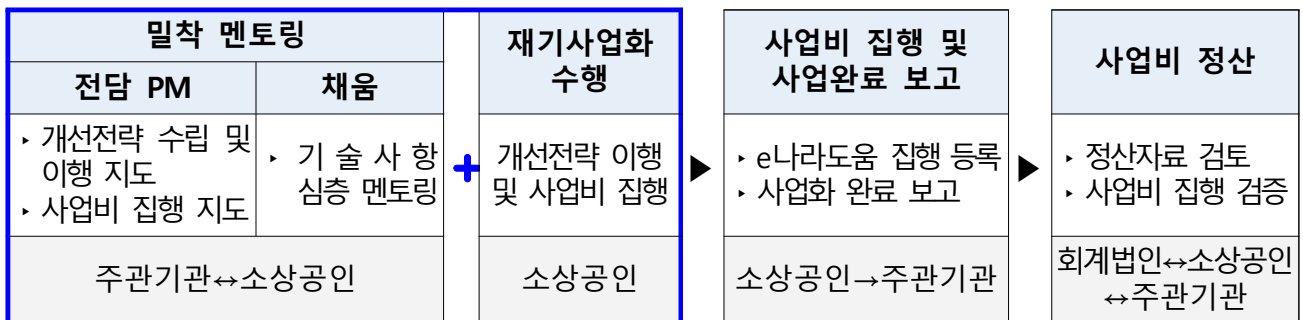 밀착 멘토링
전담 PM
채움
‣ 개선전략 수립 및
이행 지도
‣ 사업비 집행 지도
‣ 기 술 사 항
심층 멘토링
주관기관↔소상공인
+
재기사업화
수행
개선전략 이행
및 사업비 집행
소상공인
▶
사업비 집행 및
사업완료 보고
‣ e나라도움 집행 등록
‣ 사업화 완료 보고
소상공인→주관기관
▶
사업비 정산
‣ 정산자료 검토
‣ 사업비 집행 검증
회계법인↔소상공인
↔주관기관